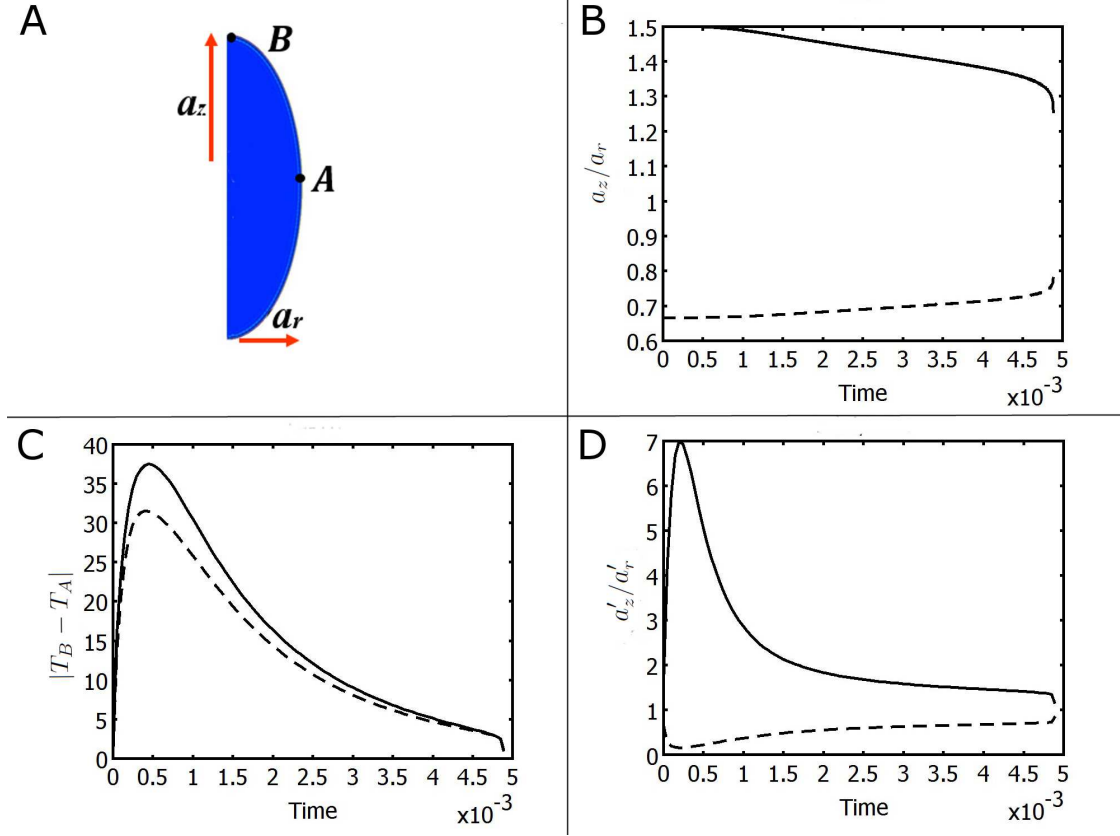 A
B
a_z
A
a_r
B
1.5
1.4
1.3
1.2
1.1
1
0.9
0.8
0.7
0.6
a_z/a_r
0 0.5 1 1.5 2 2.5 3 3.5 4 4.5 5
Time
x10^-3
C
40
35
30
25
20
15
10
5
0
|T_B − T_A|
0 0.5 1 1.5 2 2.5 3 3.5 4 4.5 5
Time
x10^-3
D
7
6
5
4
3
2
1
0
a'_z/a'_r
0 0.5 1 1.5 2 2.5 3 3.5 4 4.5 5
Time
x10^-3